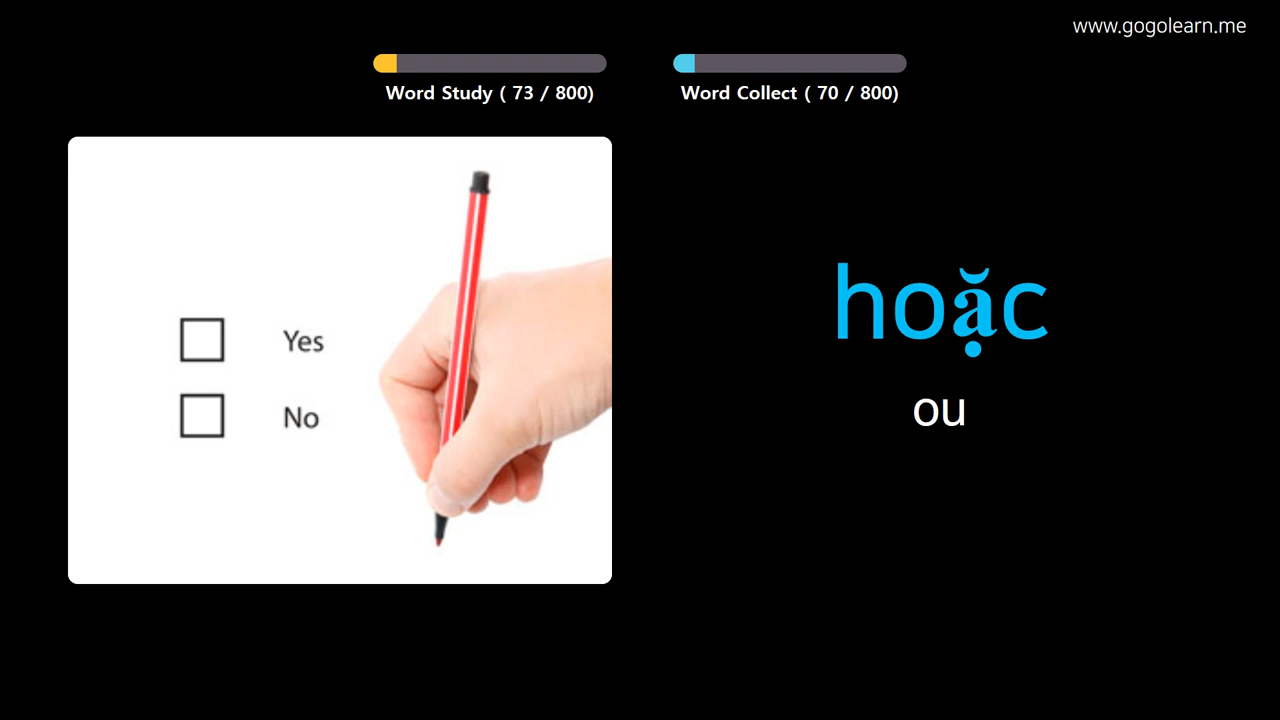 www.gogolearn.me
Word Study ( 73 / 800)
Word Collect ( 70 / 800)
Yes
No
hoặc
ou